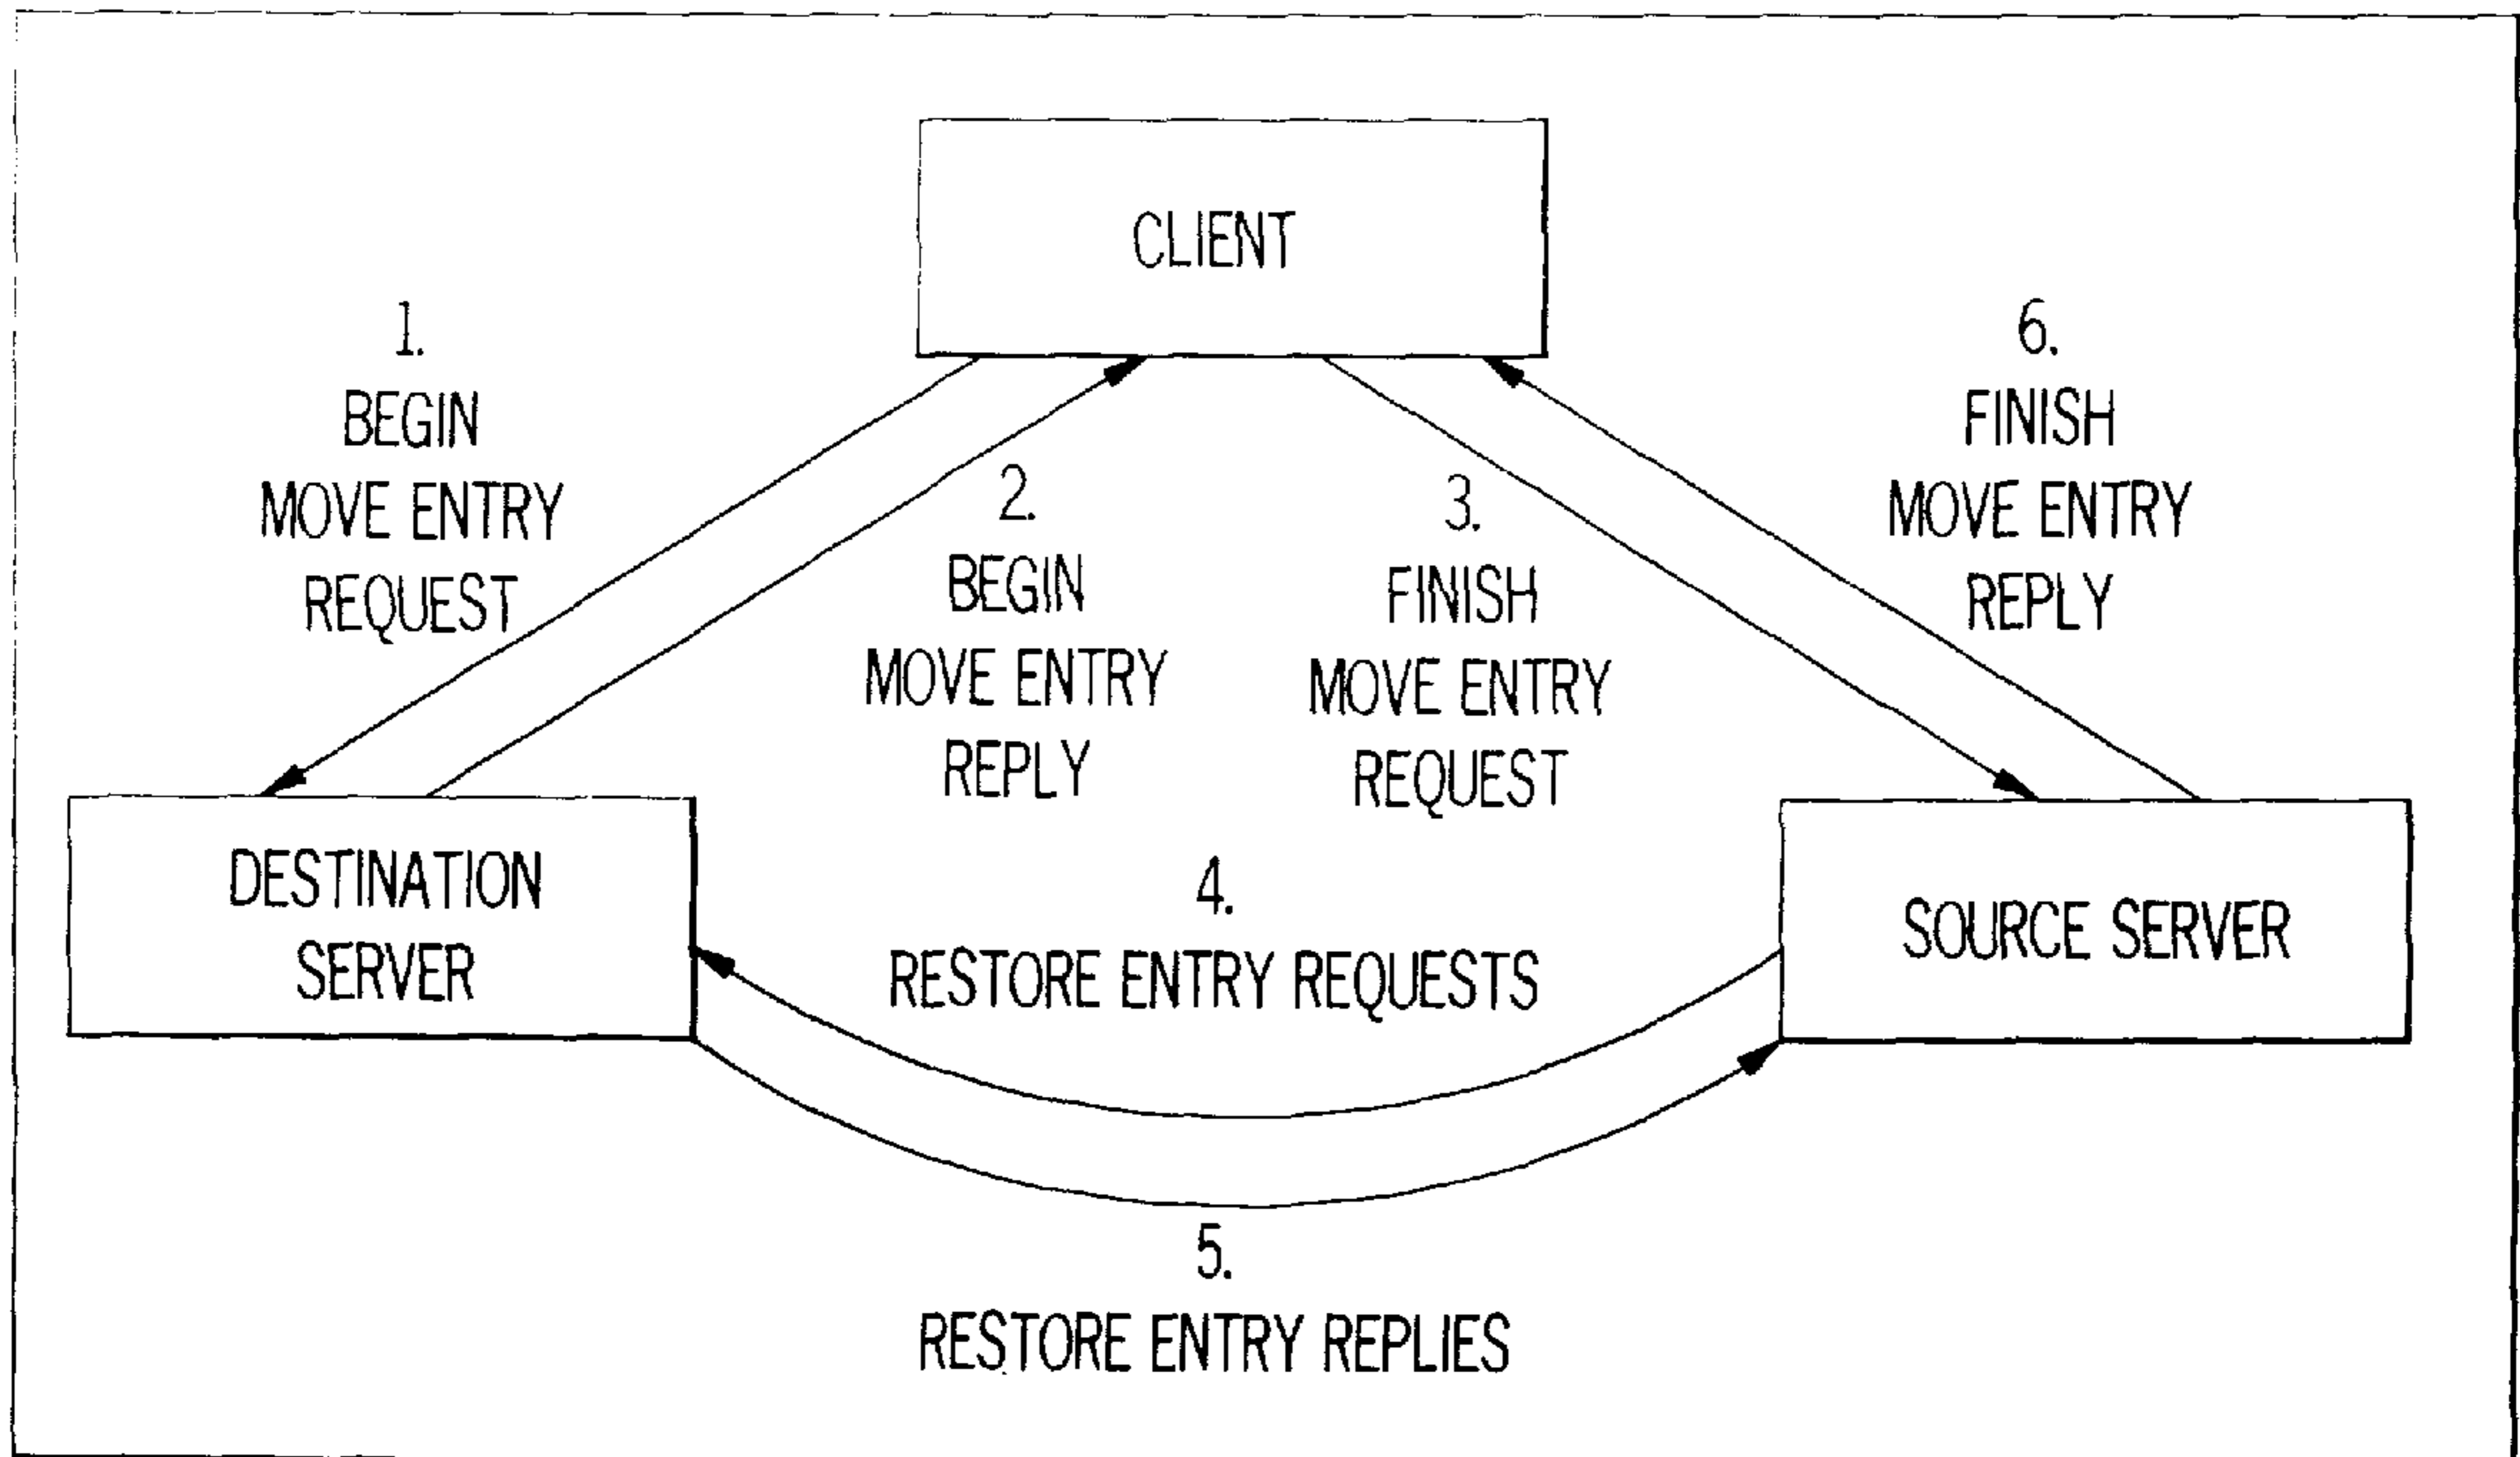 CLIENT
1.
BEGIN
MOVE ENTRY
REQUEST
2.
BEGIN
MOVE ENTRY
REPLY
3.
FINISH
MOVE ENTRY
REQUEST
6.
FINISH
MOVE ENTRY
REPLY
DESTINATION
SERVER
4.
RESTORE ENTRY REQUESTS
SOURCE SERVER
5.
RESTORE ENTRY REPLIES